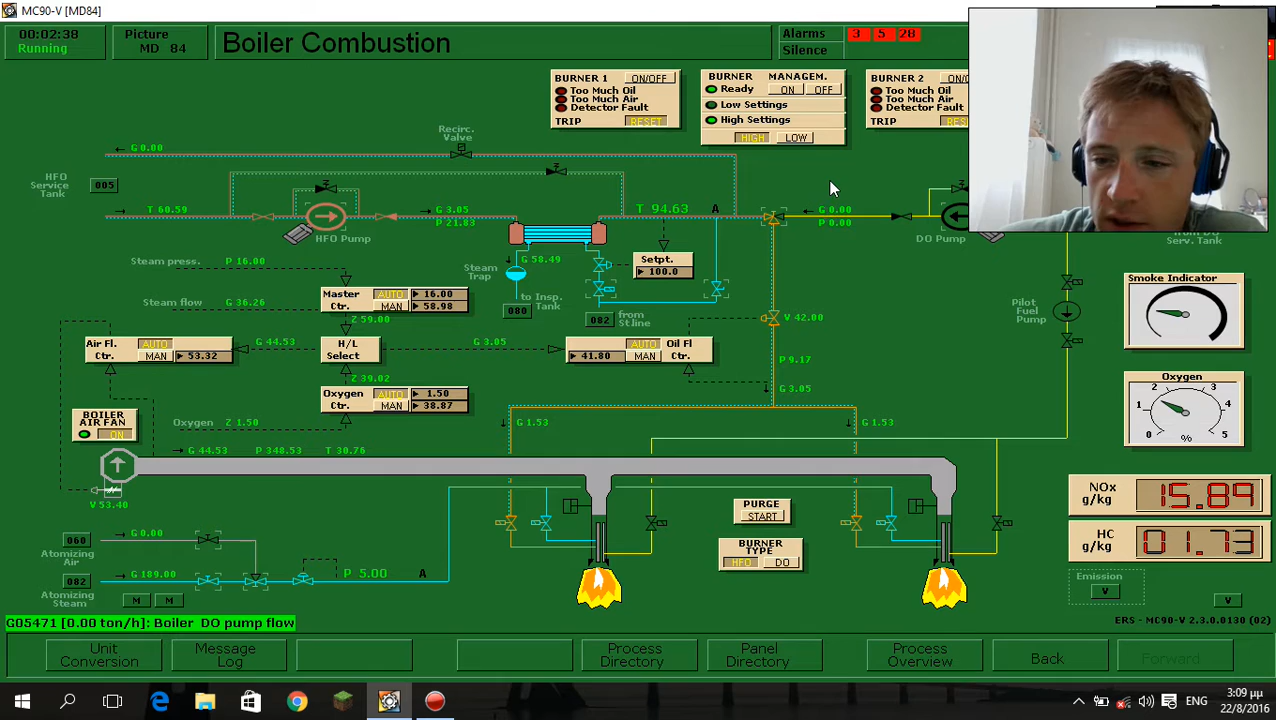 MC90-V [MD84]
00:02:38
Running
Picture
MD 84
Boiler Combustion
Alarms
3 5 28
Silence
BURNER 1 ON/OFF
Too Much Oil
Too Much Air
Detector Fault
TRIP RESET
BURNER MANAGEM.
Ready ON OFF
Low Settings
High Settings
HIGH LOW
BURNER 2
Too Much Oil
Too Much Air
Detector Fault
TRIP
Recirc.
Valve
G 0.00
HFO
Service
Tank
005
T 60.59
HFO Pump
G 3.05
P 21.83
T 94.63 A
G 0.00
P 0.00
DO Pump
from DO
Serv. Tank
Steam press. P 16.00
Steam flow G 36.26
Master
Ctr.
AUTO 16.00
MAN 58.98
Z 59.00
Steam
Trap
G 58.49
to Insp.
Tank
080
Setpt.
100.0
082 from
St.line
V 42.00
Pilot
Fuel
Pump
Smoke Indicator
Air Fl.
Ctr.
AUTO
MAN 53.32
G 44.53
H/L
Select
G 3.05
41.80
AUTO
MAN
Oil Fl
Ctr.
P 9.17
G 3.05
Z 39.02
Oxygen
Ctr.
AUTO 1.50
MAN 38.87
Oxygen Z 1.50
Oxygen
0 1 2 3 4 5
%
BOILER
AIR FAN
ON
G 44.53 P 348.53 T 30.76
G 1.53
G 1.53
V 53.40
NOx
g/kg
15.89
HC
g/kg
01.73
PURGE
START
BURNER
TYPE
HFO DO
060 G 0.00
Atomizing
Air
082 G 189.00
Atomizing
Steam
P 5.00 A
M M
Emission
V
V
G05471 [0.00 ton/h]: Boiler DO pump flow
ERS - MC90-V 2.3.0.0130 (02)
Unit
Conversion
Message
Log
Process
Directory
Panel
Directory
Process
Overview
Back
Forward
ENG
3:09 μμ
22/8/2016